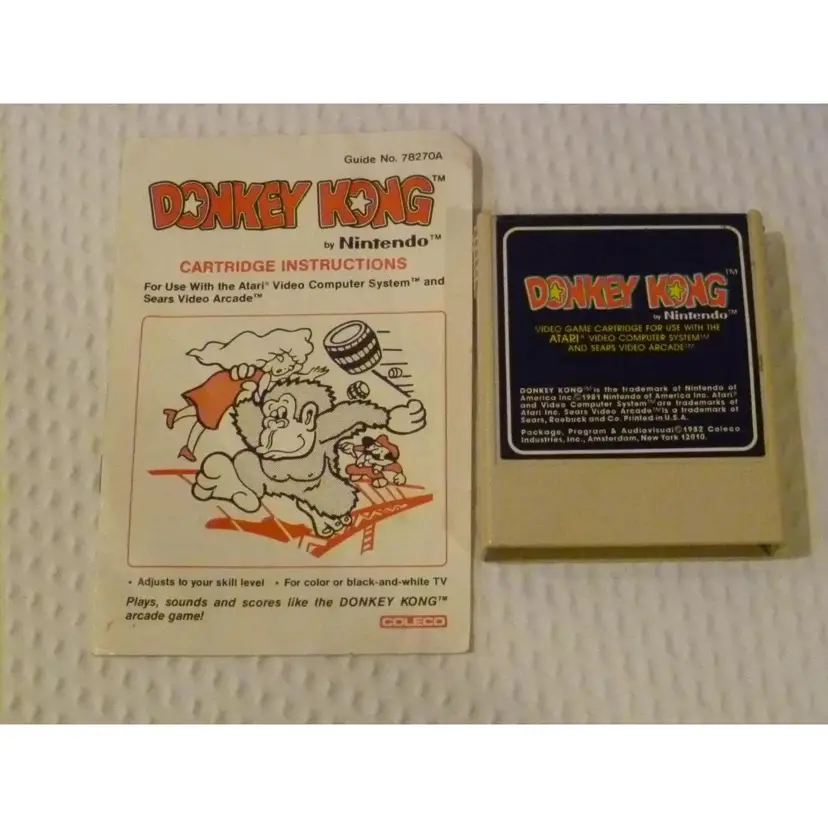 Guide No. 78270A
DONKEY KONG™
by Nintendo™
CARTRIDGE INSTRUCTIONS
For Use With the Atari® Video Computer System™ and
Sears Video Arcade™
• Adjusts to your skill level • For color or black-and-white TV
Plays, sounds and scores like the DONKEY KONG™
arcade game!
COLECO
DONKEY KONG™
by Nintendo™
VIDEO GAME CARTRIDGE FOR USE WITH THE
ATARI® VIDEO COMPUTER SYSTEM™
AND SEARS VIDEO ARCADE™
DONKEY KONG™ is the trademark of Nintendo of
America Inc. ©1981 Nintendo of America Inc. Atari®
and Video Computer System™ are trademarks of
Atari Inc. Sears Video Arcade™ is a trademark of
Sears, Roebuck and Co. Printed in U.S.A.
Package, Program & Audiovisual ©1982 Coleco
Industries, Inc., Amsterdam, New York 12010.